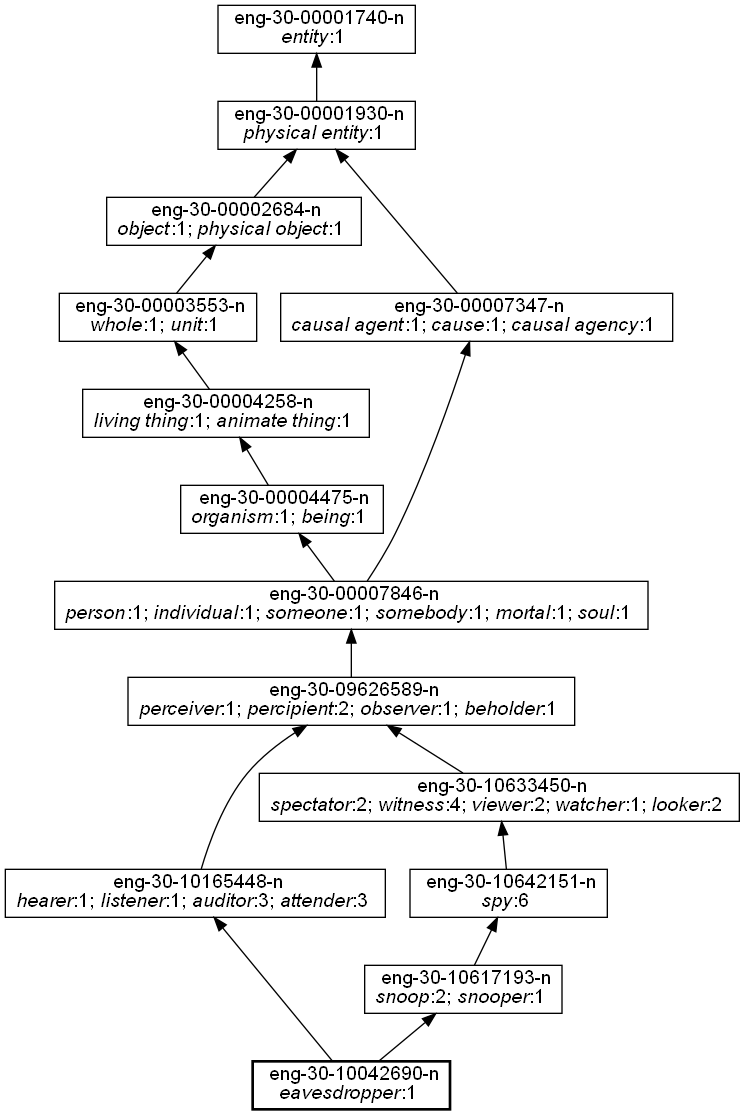 eng-30-00001740-n
entity:1
eng-30-00001930-n
physical entity:1
eng-30-00002684-n
object:1; physical object:1
eng-30-00003553-n
whole:1; unit:1
eng-30-00007347-n
causal agent:1; cause:1; causal agency:1
eng-30-00004258-n
living thing:1; animate thing:1
eng-30-00004475-n
organism:1; being:1
eng-30-00007846-n
person:1; individual:1; someone:1; somebody:1; mortal:1; soul:1
eng-30-09626589-n
perceiver:1; percipient:2; observer:1; beholder:1
eng-30-10633450-n
spectator:2; witness:4; viewer:2; watcher:1; looker:2
eng-30-10165448-n
hearer:1; listener:1; auditor:3; attender:3
eng-30-10642151-n
spy:6
eng-30-10617193-n
snoop:2; snooper:1
eng-30-10042690-n
eavesdropper:1